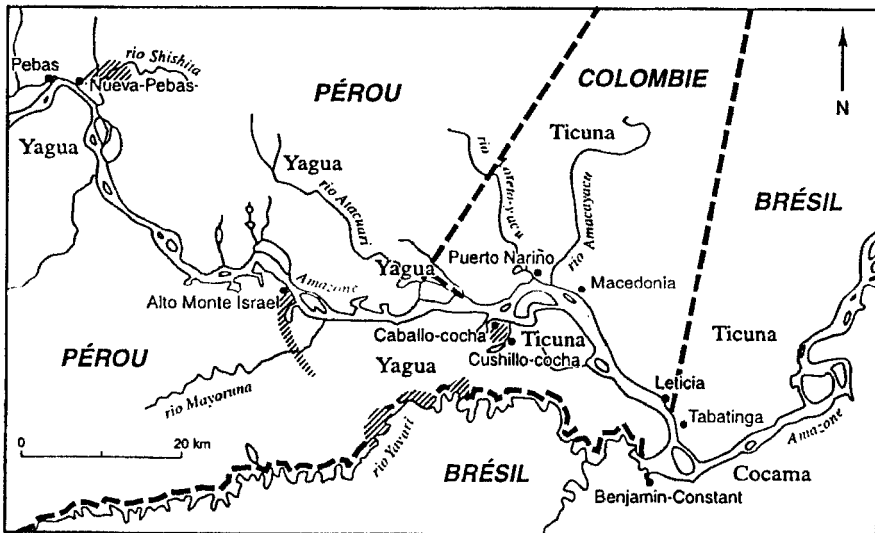 Pebas
rio Shishita
Nueva-Pebas-
PÉROU
COLOMBIE
N
Yagua
Yagua
Ticuna
rio
rio Atacuari
rio Amacayacu
BRÉSIL
Puerto Nariño
Yagua
Macedonia
Amazone
Alto Monte Israel
Caballo-cocha
Ticuna
Ticuna
Cushillo-cocha
PÉROU
Yagua
rio Mayoruna
Leticia
Tabatinga
Amazone
0 20 km
rio Yavari
BRÉSIL
Cocama
Benjamin-Constant